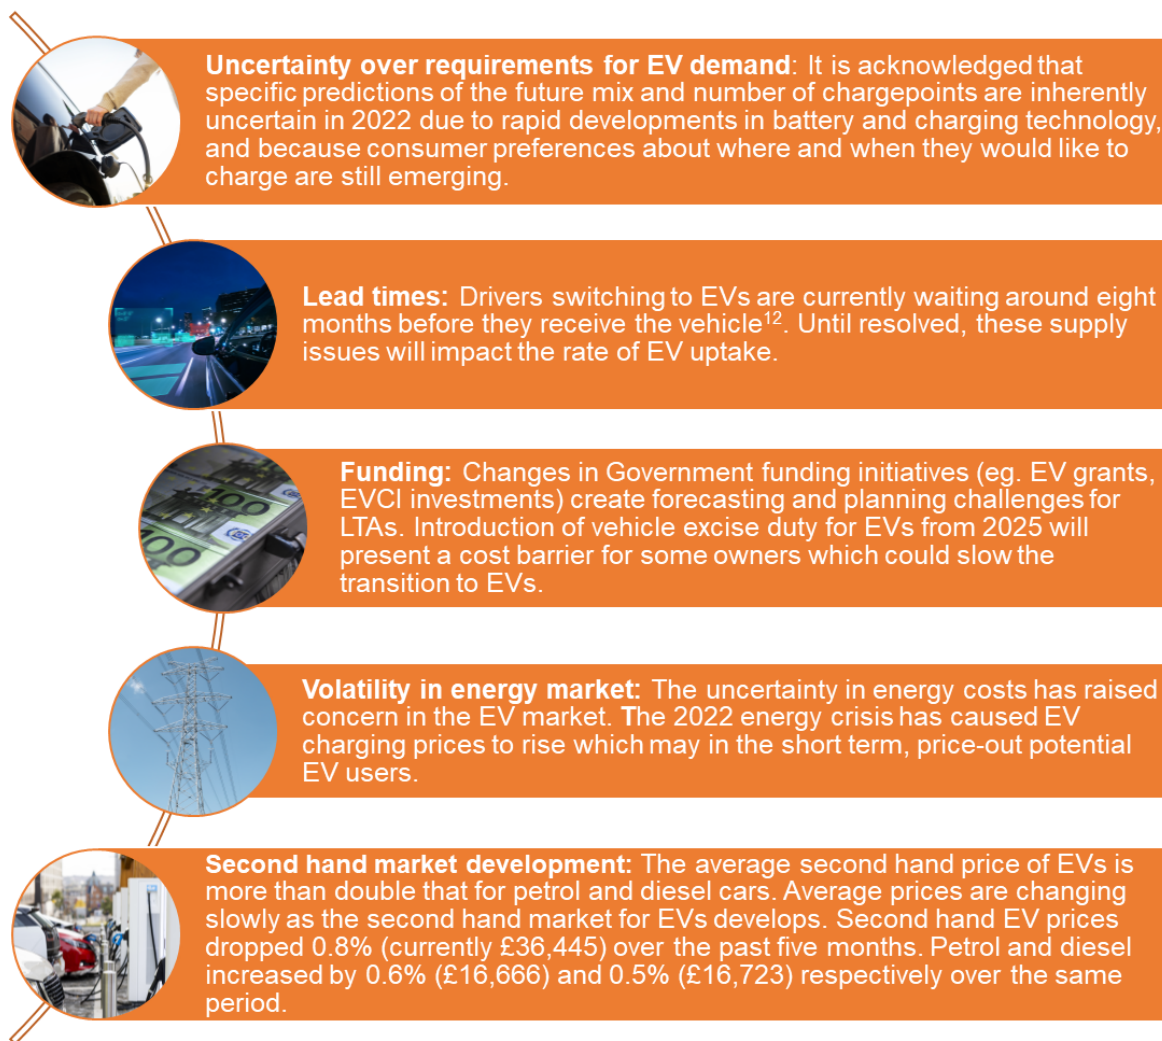 Uncertainty over requirements for EV demand: It is acknowledged that
specific predictions of the future mix and number of chargepoints are inherently
uncertain in 2022 due to rapid developments in battery and charging technology,
and because consumer preferences about where and when they would like to
charge are still emerging.
Lead times: Drivers switching to EVs are currently waiting around eight
months before they receive the vehicle¹². Until resolved, these supply
issues will impact the rate of EV uptake.
Funding: Changes in Government funding initiatives (eg. EV grants,
EVCI investments) create forecasting and planning challenges for
LTAs. Introduction of vehicle excise duty for EVs from 2025 will
present a cost barrier for some owners which could slow the
transition to EVs.
100
100
Volatility in energy market: The uncertainty in energy costs has raised
concern in the EV market. The 2022 energy crisis has caused EV
charging prices to rise which may in the short term, price-out potential
EV users.
Second hand market development: The average second hand price of EVs is
more than double that for petrol and diesel cars. Average prices are changing
slowly as the second hand market for EVs develops. Second hand EV prices
dropped 0.8% (currently £36,445) over the past five months. Petrol and diesel
increased by 0.6% (£16,666) and 0.5% (£16,723) respectively over the same
period.